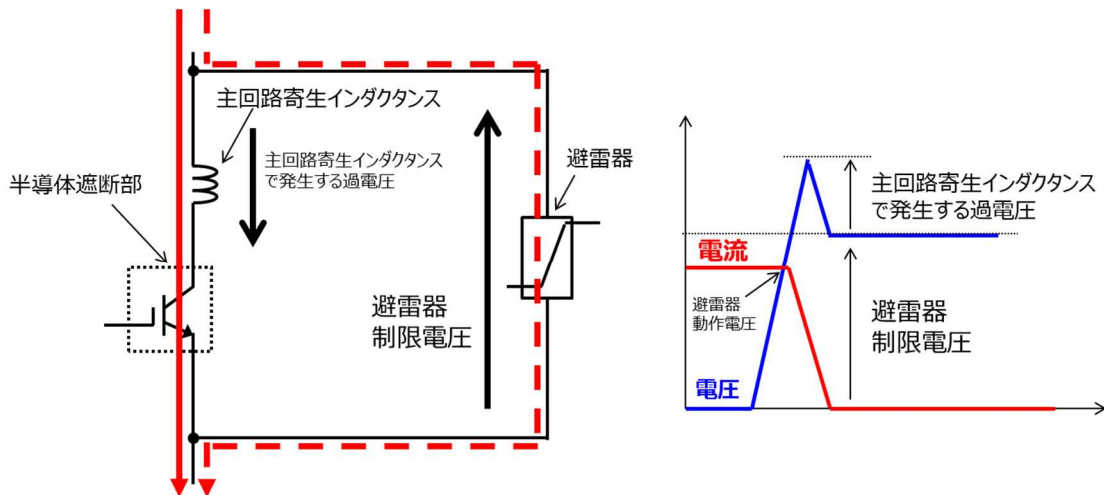 主回路寄生インダクタンス
主回路寄生インダクタンス
で発生する過電圧
半導体遮断部
避雷器
避雷器
制限電圧
主回路寄生インダクタンス
で発生する過電圧
電流
避雷器
動作電圧
避雷器
制限電圧
電圧